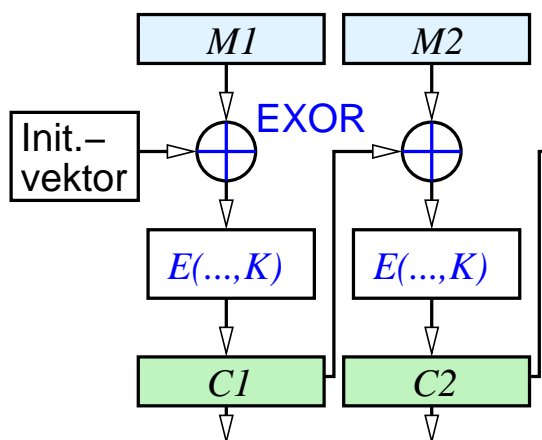 M1
M2
EXOR
Init.–
vektor
E(...,K)
E(...,K)
C1
C2